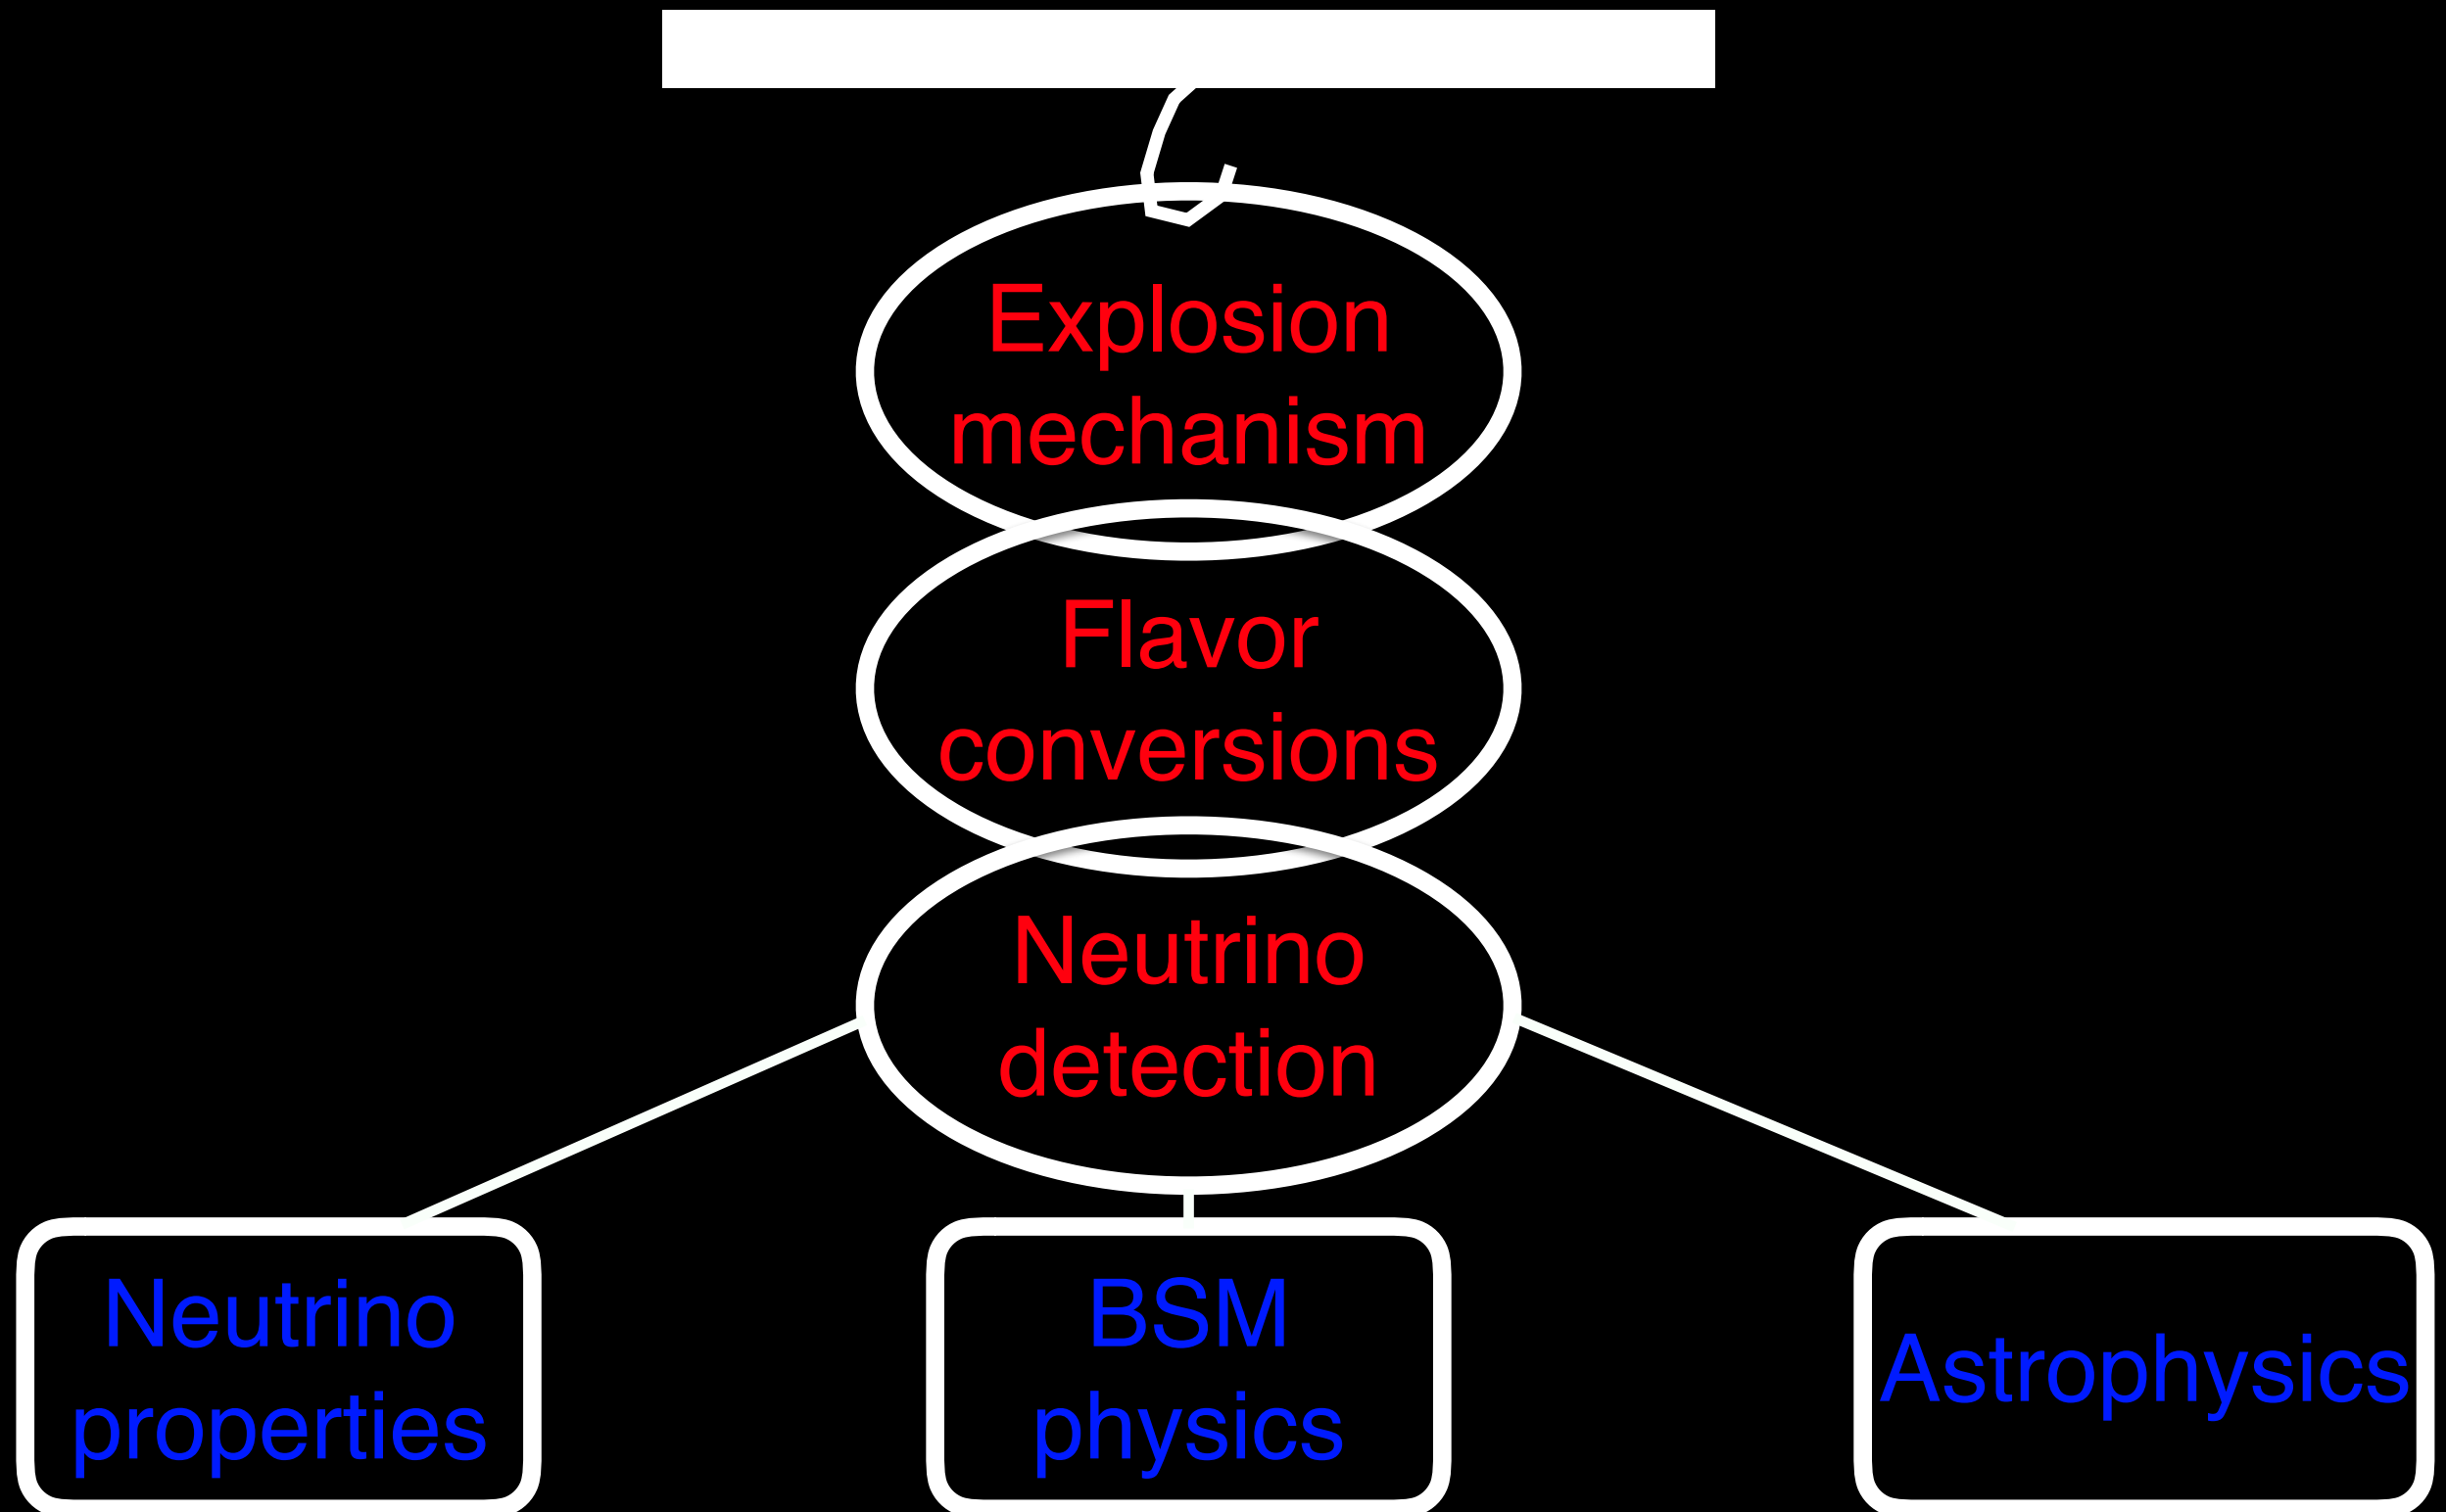 Explosion
mechanism
Flavor
conversions
Neutrino
detection
Neutrino
properties
BSM
physics
Astrophysics